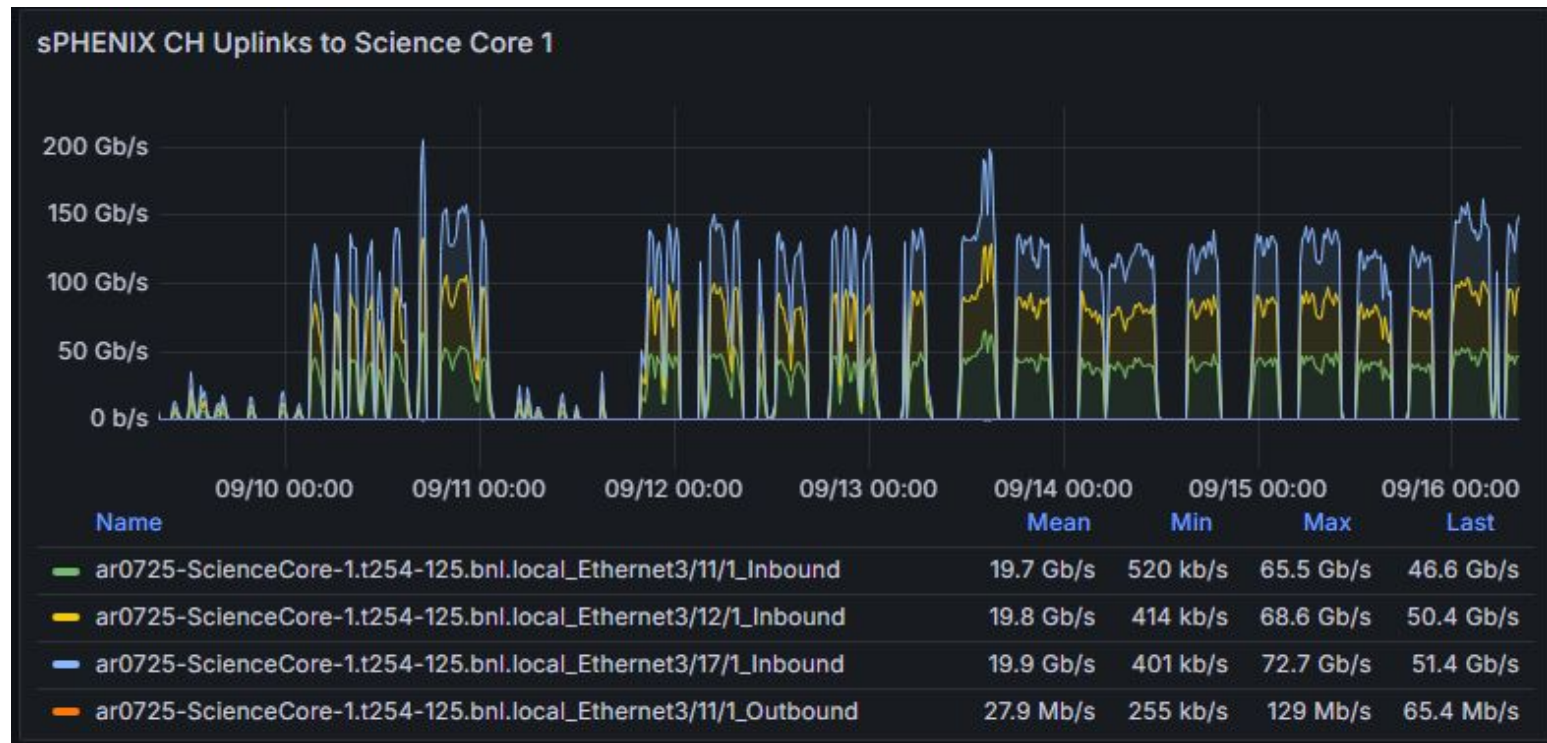 sPHENIX CH Uplinks to Science Core 1
200 Gb/s
150 Gb/s
100 Gb/s
50 Gb/s
0 b/s
09/10 00:00 09/11 00:00 09/12 00:00 09/13 00:00 09/14 00:00 09/15 00:00 09/16 00:00
Name Mean Min Max Last
ar0725-ScienceCore-1.t254-125.bnl.local_Ethernet3/11/1_Inbound 19.7 Gb/s 520 kb/s 65.5 Gb/s 46.6 Gb/s
ar0725-ScienceCore-1.t254-125.bnl.local_Ethernet3/12/1_Inbound 19.8 Gb/s 414 kb/s 68.6 Gb/s 50.4 Gb/s
ar0725-ScienceCore-1.t254-125.bnl.local_Ethernet3/17/1_Inbound 19.9 Gb/s 401 kb/s 72.7 Gb/s 51.4 Gb/s
ar0725-ScienceCore-1.t254-125.bnl.local_Ethernet3/11/1_Outbound 27.9 Mb/s 255 kb/s 129 Mb/s 65.4 Mb/s